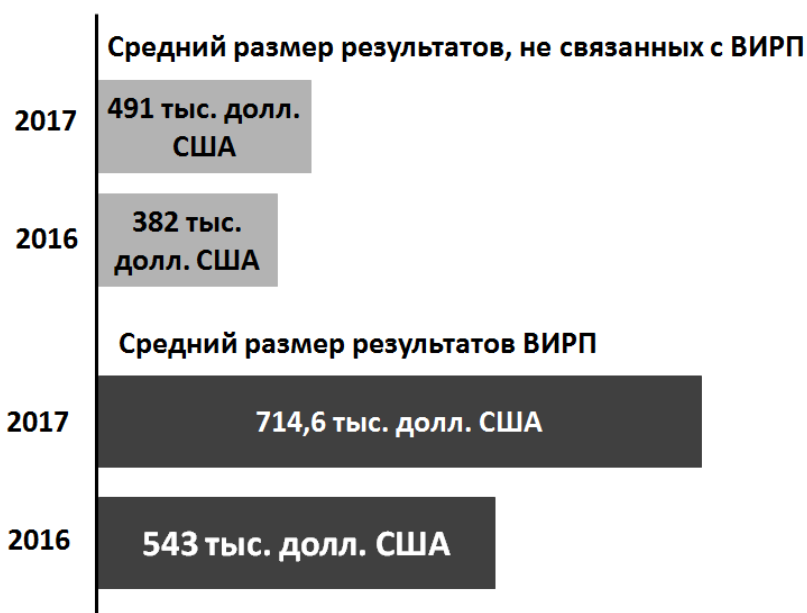 Средний размер результатов, не связанных с ВИРП
2017
491 тыс. долл.
США
2016
382 тыс.
долл. США
Средний размер результатов ВИРП
2017
714,6 тыс. долл. США
2016
543 тыс. долл. США